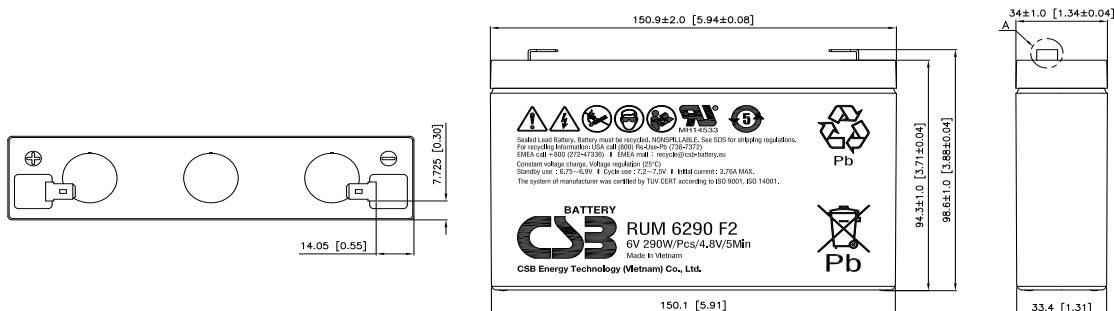 7.725 [0.30]
14.05 [0.55]
150.9±2.0 [5.94±0.08]
MH14533
5
Sealed Lead Battery. Battery must be recycled. NONSPILLABLE. See SDS for shipping regulations.
For recycling information: USA call (800) Re-Use-Pb (738-7372)
EMEA call +800 (272-47336) EMEA mail : recycle@csb-battery.eu
Constant voltage charge, Voltage regulation (25°C)
Standby use : 6.75~6.9V Cycle use : 7.2~7.5V Initial current : 3.76A MAX.
The system of manufacturer was certified by TUV CERT according to ISO 9001, ISO 14001.
Pb
BATTERY
CSB
RUM 6290 F2
6V 290W/Pcs/4.8V/5Min
Made in Vietnam
CSB Energy Technology (Vietnam) Co., Ltd.
Pb
94.3±1.0 [3.71±0.04]
98.6±1.0 [3.88±0.04]
150.1 [5.91]
34±1.0 [1.34±0.04]
A
33.4 [1.31]